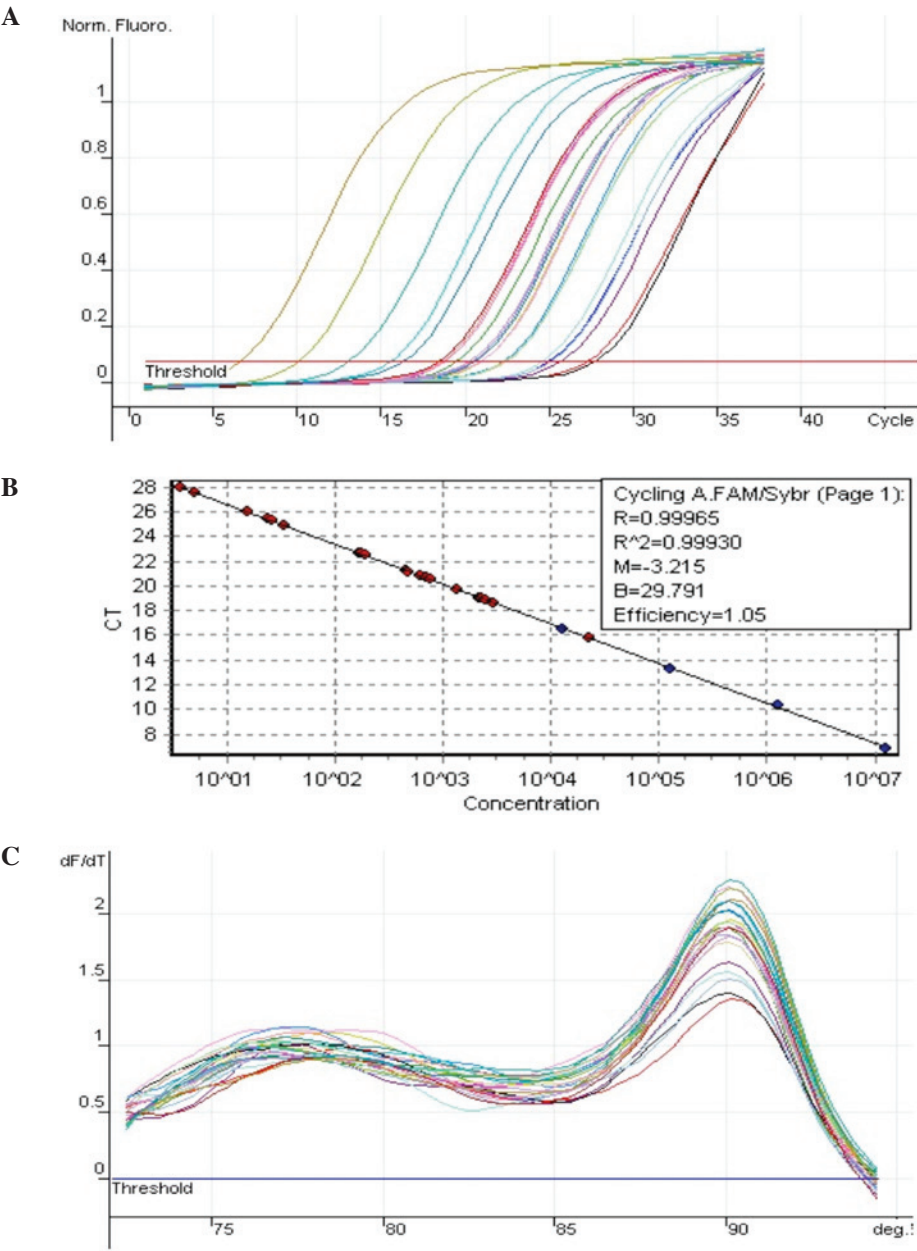 A
Norm. Fluoro.
1
0.8
0.6
0.4
0.2
0
Threshold
5 10 15 20 25 30 35 40 Cycle
B
28
26
24
22
20
18
16
14
12
10
8
CT
Cycling A.FAM/Sybr (Page 1):
R=0.99965
R^2=0.99930
M=-3.215
B=29.791
Efficiency=1.05
10^01 10^02 10^03 10^04 10^05 10^06 10^07
Concentration
C
dF/dT
2
1.5
1
0.5
0
Threshold
75 80 85 90 deg.